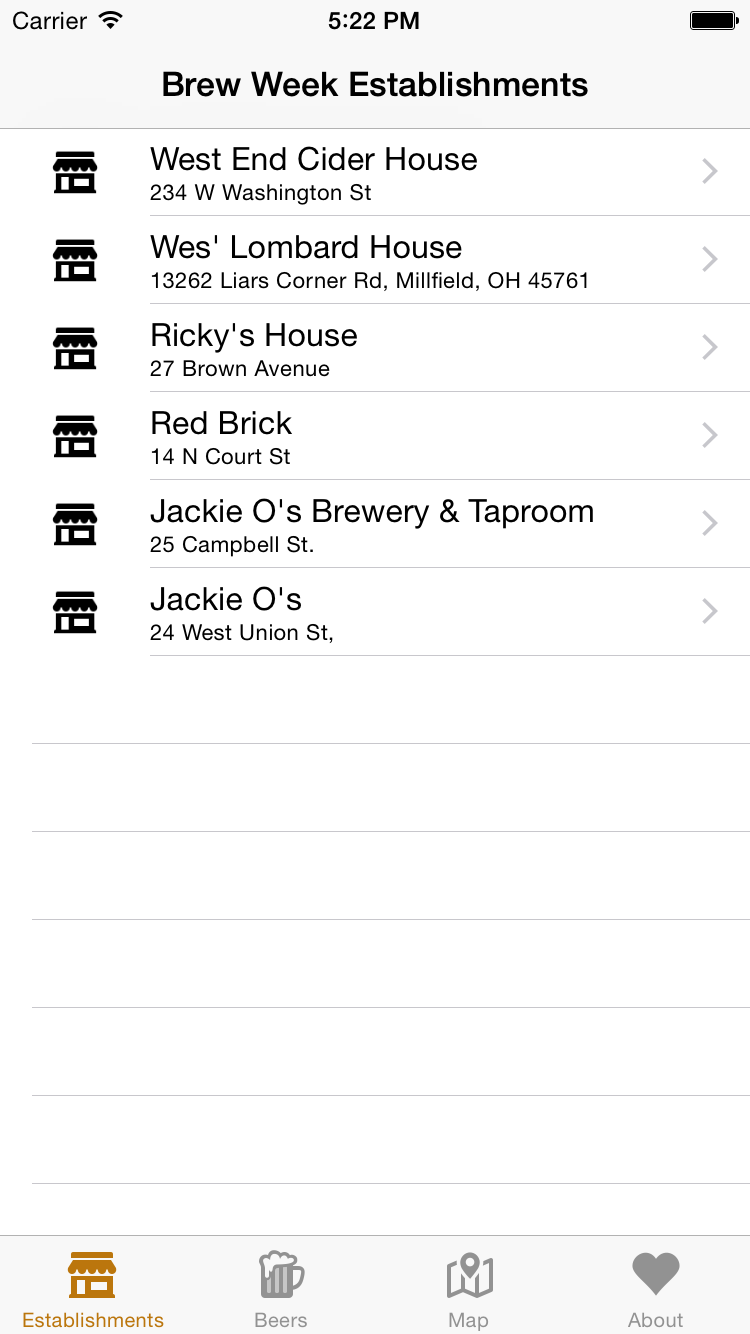 Carrier 5:22 PM
Brew Week Establishments
West End Cider House
234 W Washington St
Wes' Lombard House
13262 Liars Corner Rd, Millfield, OH 45761
Ricky's House
27 Brown Avenue
Red Brick
14 N Court St
Jackie O's Brewery & Taproom
25 Campbell St.
Jackie O's
24 West Union St,
Establishments Beers Map About